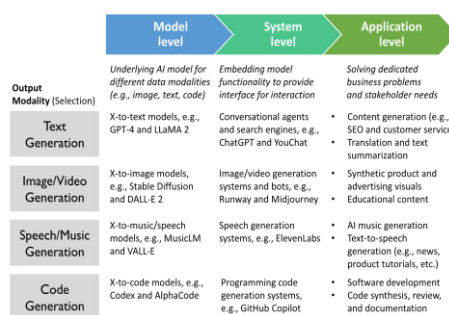 Model level
System level
Application level
Underlying AI model for different data modalities (e.g., image, text, code)
Embedding model functionality to provide interface for interaction
Solving dedicated business problems and stakeholder needs
Output Modality (Selection)
Text Generation
X-to-text models, e.g., GPT-4 and LLaMA 2
Conversational agents and search engines, e.g., ChatGPT and YouChat
• Content generation (e.g., SEO and customer service
• Translation and text summarization
Image/Video Generation
X-to-image models, e.g., Stable Diffusion and DALL-E 2
Image/video generation systems and bots, e.g., Runway and Midjourney
• Synthetic product and advertising visuals
• Educational content
Speech/Music Generation
X-to-music/speech models, e.g., MusicLM and VALL-E
Speech generation systems, e.g., ElevenLabs
• AI music generation
• Text-to-speech generation (e.g., news, product tutorials, etc.)
Code Generation
X-to-code models, e.g., Codex and AlphaCode
Programming code generation systems, e.g., GitHub Copilot
• Software development
• Code synthesis, review, and documentation